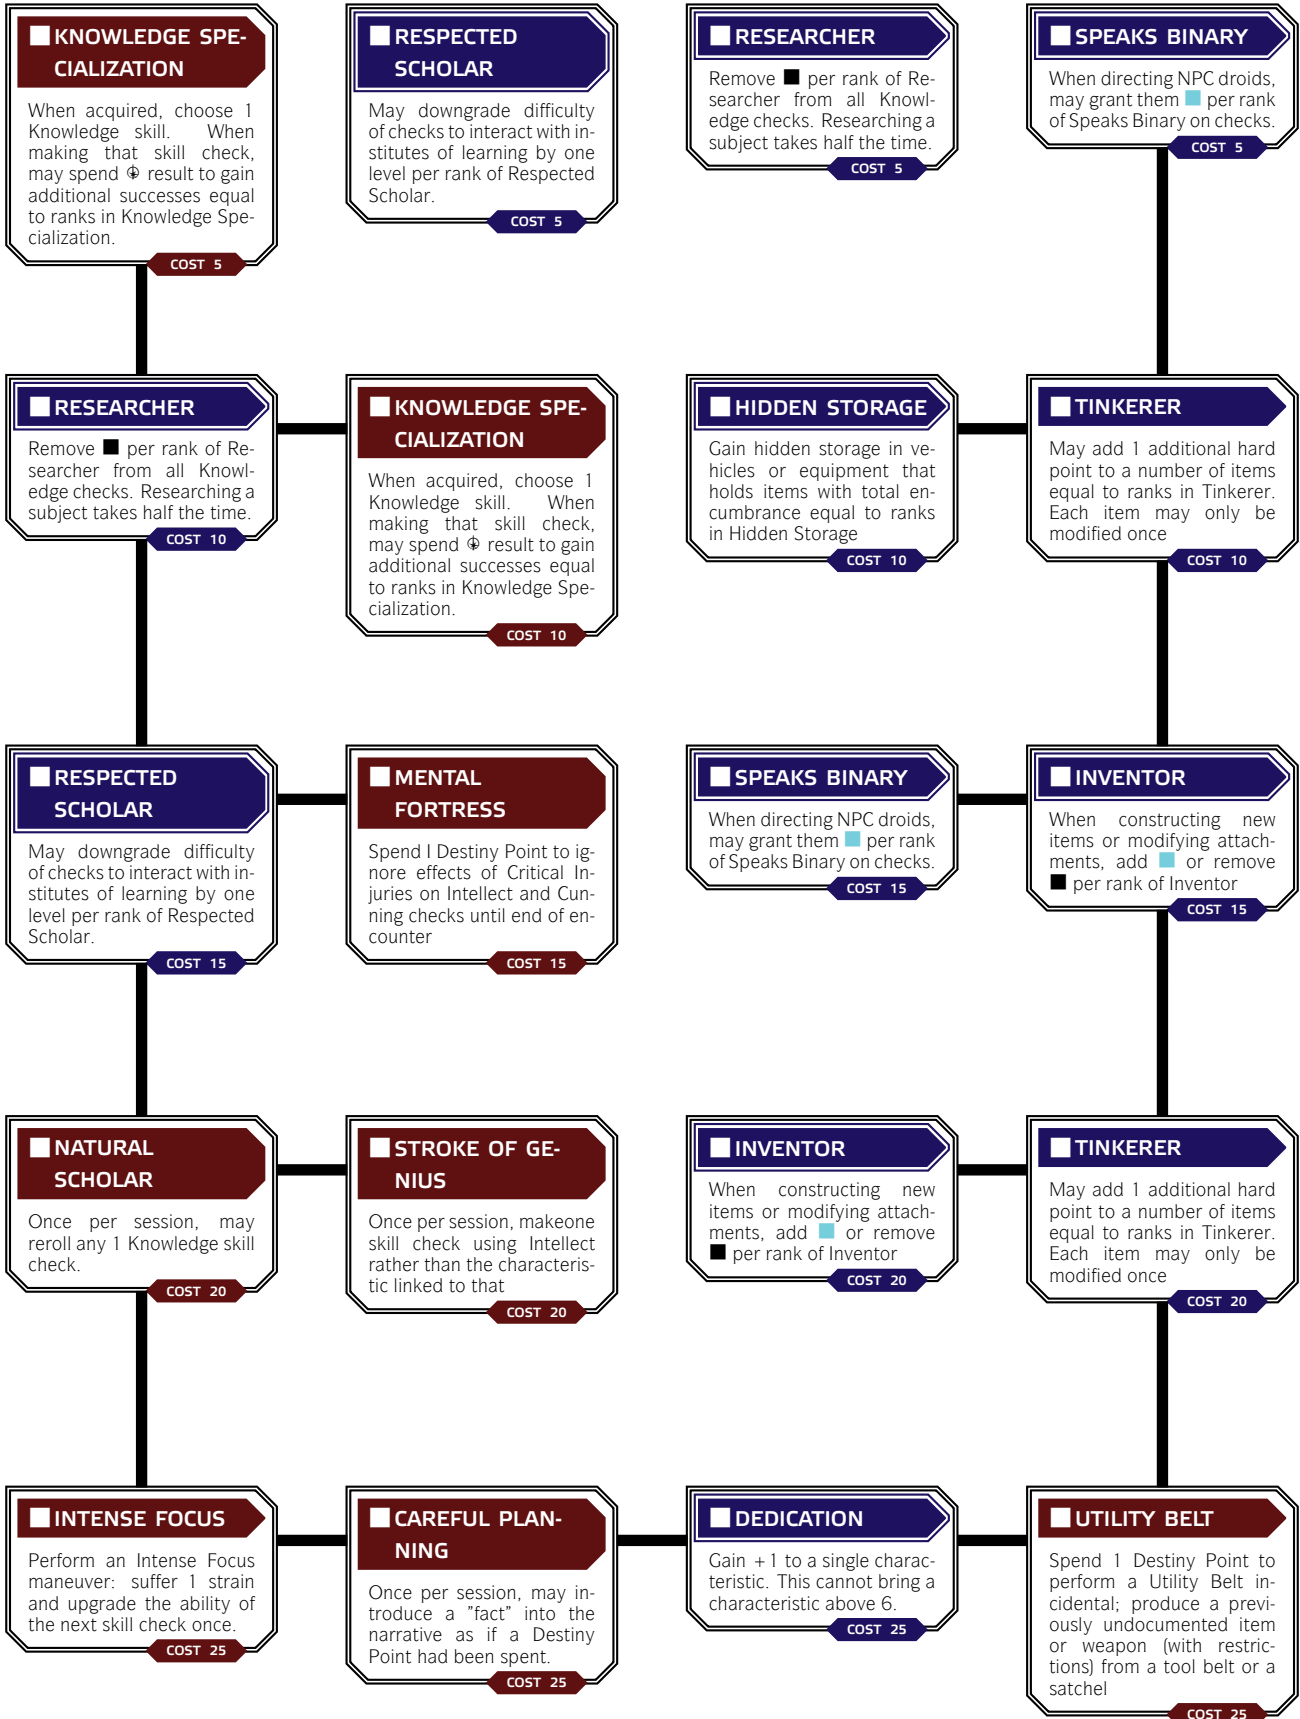 KNOWLEDGE SPE-
CIALIZATION
When acquired, choose 1
Knowledge skill. When
making that skill check,
may spend result to gain
additional successes equal
to ranks in Knowledge Spe-
cialization.
COST 5
RESPECTED
SCHOLAR
May downgrade difficulty
of checks to interact with in-
stitutes of learning by one
level per rank of Respected
Scholar.
COST 5
RESEARCHER
Remove per rank of Re-
searcher from all Knowl-
edge checks. Researching a
subject takes half the time.
COST 5
SPEAKS BINARY
When directing NPC droids,
may grant them per rank
of Speaks Binary on checks.
COST 5
RESEARCHER
Remove per rank of Re-
searcher from all Knowl-
edge checks. Researching a
subject takes half the time.
COST 10
KNOWLEDGE SPE-
CIALIZATION
When acquired, choose 1
Knowledge skill. When
making that skill check,
may spend result to gain
additional successes equal
to ranks in Knowledge Spe-
cialization.
COST 10
HIDDEN STORAGE
Gain hidden storage in ve-
hicles or equipment that
holds items with total en-
cumbrance equal to ranks
in Hidden Storage
COST 10
TINKERER
May add 1 additional hard
point to a number of items
equal to ranks in Tinkerer.
Each item may only be
modified once
COST 10
RESPECTED
SCHOLAR
May downgrade difficulty
of checks to interact with in-
stitutes of learning by one
level per rank of Respected
Scholar.
COST 15
MENTAL
FORTRESS
Spend I Destiny Point to ig-
nore effects of Critical In-
juries on Intellect and Cun-
ning checks until end of en-
counter
COST 15
SPEAKS BINARY
When directing NPC droids,
may grant them per rank
of Speaks Binary on checks.
COST 15
INVENTOR
When constructing new
items or modifying attach-
ments, add or remove
per rank of Inventor
COST 15
NATURAL
SCHOLAR
Once per session, may
reroll any 1 Knowledge skill
check.
COST 20
STROKE OF GE-
NIUS
Once per session, makeone
skill check using Intellect
rather than the characteris-
tic linked to that
COST 20
INVENTOR
When constructing new
items or modifying attach-
ments, add or remove
per rank of Inventor
COST 20
TINKERER
May add 1 additional hard
point to a number of items
equal to ranks in Tinkerer.
Each item may only be
modified once
COST 20
INTENSE FOCUS
Perform an Intense Focus
maneuver: suffer 1 strain
and upgrade the ability of
the next skill check once.
COST 25
CAREFUL PLAN-
NING
Once per session, may in-
troduce a "fact" into the
narrative as if a Destiny
Point had been spent.
COST 25
DEDICATION
Gain +1 to a single charac-
teristic. This cannot bring a
characteristic above 6.
COST 25
UTILITY BELT
Spend 1 Destiny Point to
perform a Utility Belt in-
cidental; produce a previ-
ously undocumented item
or weapon (with restric-
tions) from a tool belt or a
satchel
COST 25